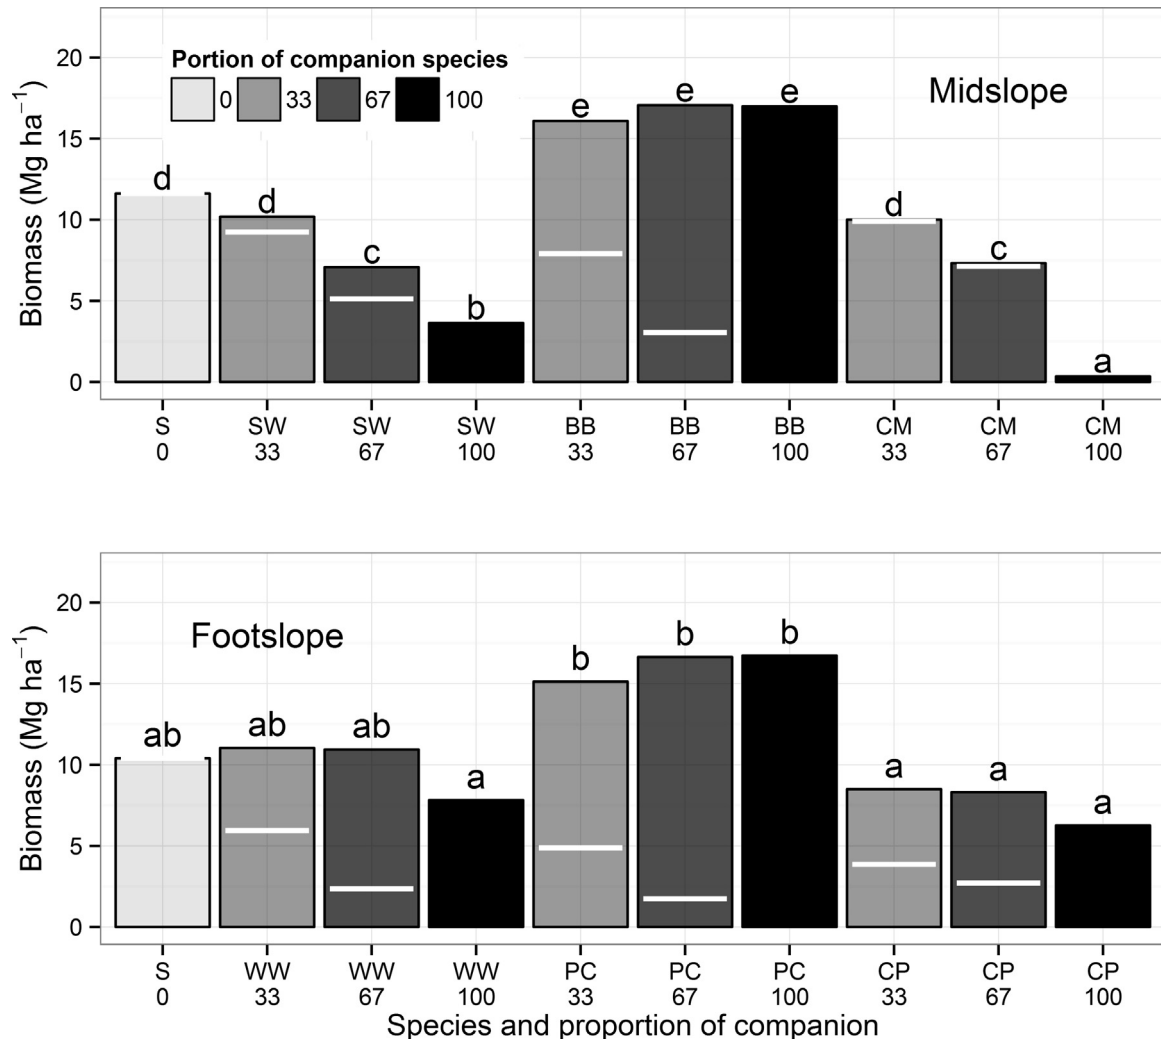 Portion of companion species
0 33 67 100
Midslope
Biomass (Mg ha⁻¹)
20
15
10
5
0
d d c b e e e d c a
S SW SW SW BB BB BB CM CM CM
0 33 67 100 33 67 100 33 67 100
Footslope
Biomass (Mg ha⁻¹)
20
15
10
5
0
ab ab ab a b b b a a a
S WW WW WW PC PC PC CP CP CP
0 33 67 100 33 67 100 33 67 100
Species and proportion of companion